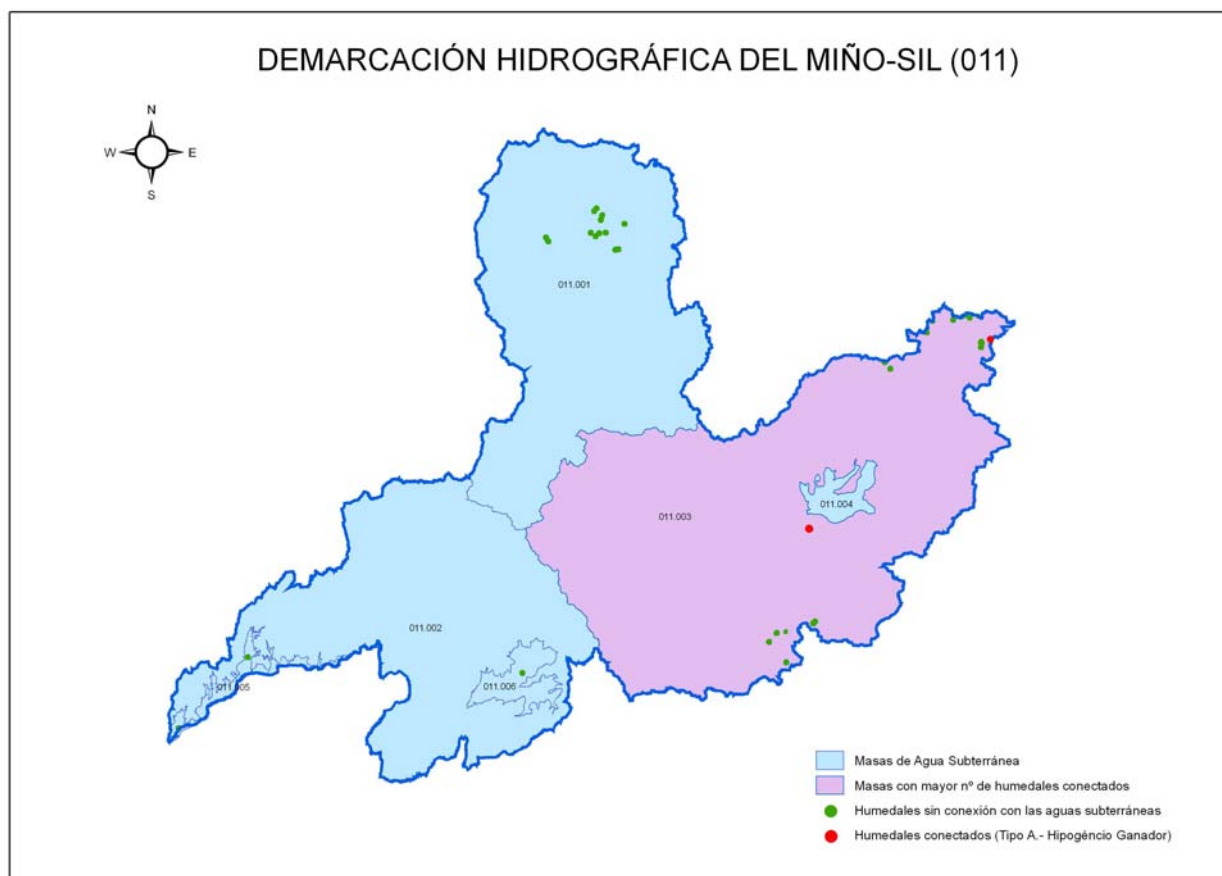 DEMARCACIÓN HIDROGRÁFICA DEL MIÑO-SIL (011)
N
W E
S
011.001
011.003
011.004
011.002
011.005
011.006
Masas de Agua Subterránea
Masas con mayor nº de humedales conectados
Humedales sin conexión con las aguas subterráneas
Humedales conectados (Tipo A.- Hipogéncio Ganador)